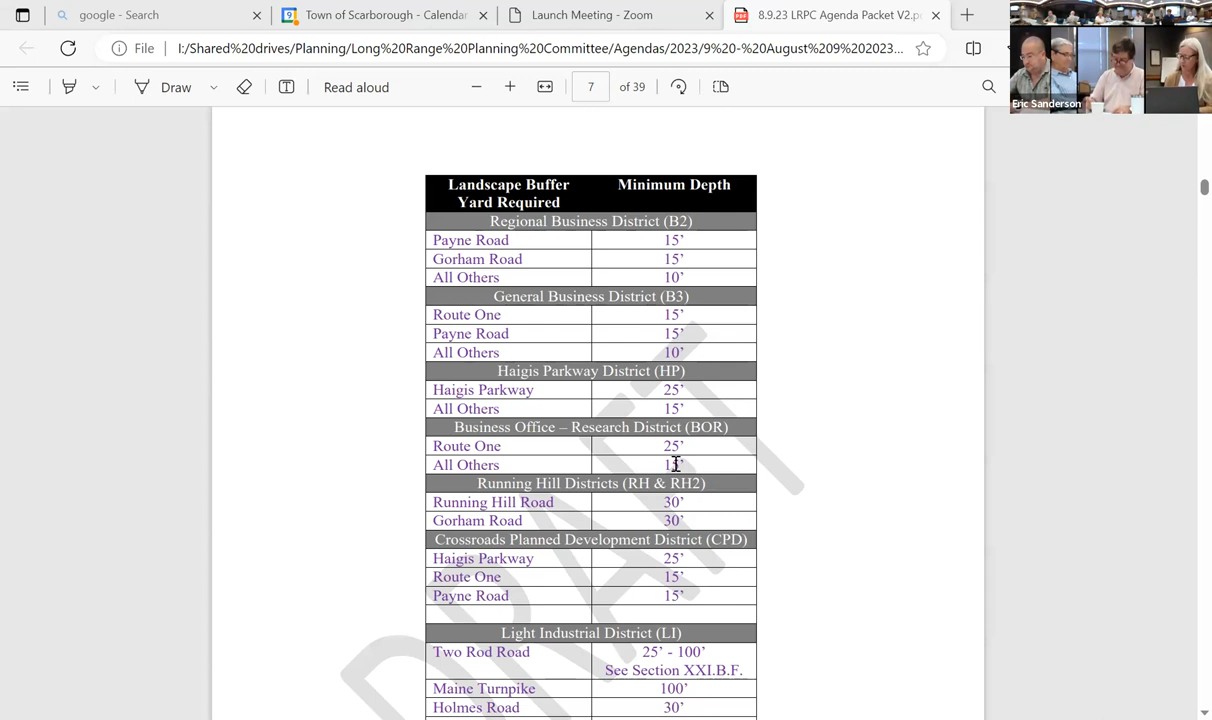 google - Search
Town of Scarborough - Calendar
Launch Meeting - Zoom
8.9.23 LRPC Agenda Packet V2.p
File
I:/Shared%20drives/Planning/Long%20Range%20Planning%20Committee/Agendas/2023/9%20-%20August%209%202023...
Draw
Read aloud
7 of 39
Eric Sanderson
Landscape Buffer Yard Required Minimum Depth
Regional Business District (B2)
Payne Road 15’
Gorham Road 15’
All Others 10’
General Business District (B3)
Route One 15’
Payne Road 15’
All Others 10’
Haigis Parkway District (HP)
Haigis Parkway 25’
All Others 15’
Business Office – Research District (BOR)
Route One 25’
All Others 15’
Running Hill Districts (RH & RH2)
Running Hill Road 30’
Gorham Road 30’
Crossroads Planned Development District (CPD)
Haigis Parkway 25’
Route One 15’
Payne Road 15’
Light Industrial District (LI)
Two Rod Road 25’ - 100’
See Section XXI.B.F.
Maine Turnpike 100’
Holmes Road 30’
DRAFT